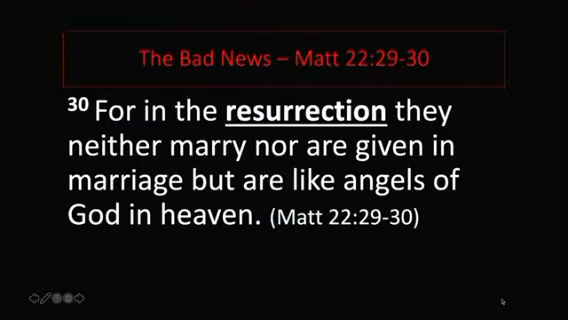 The Bad News – Matt 22:29-30
30 For in the resurrection they
neither marry nor are given in
marriage but are like angels of
God in heaven. (Matt 22:29-30)